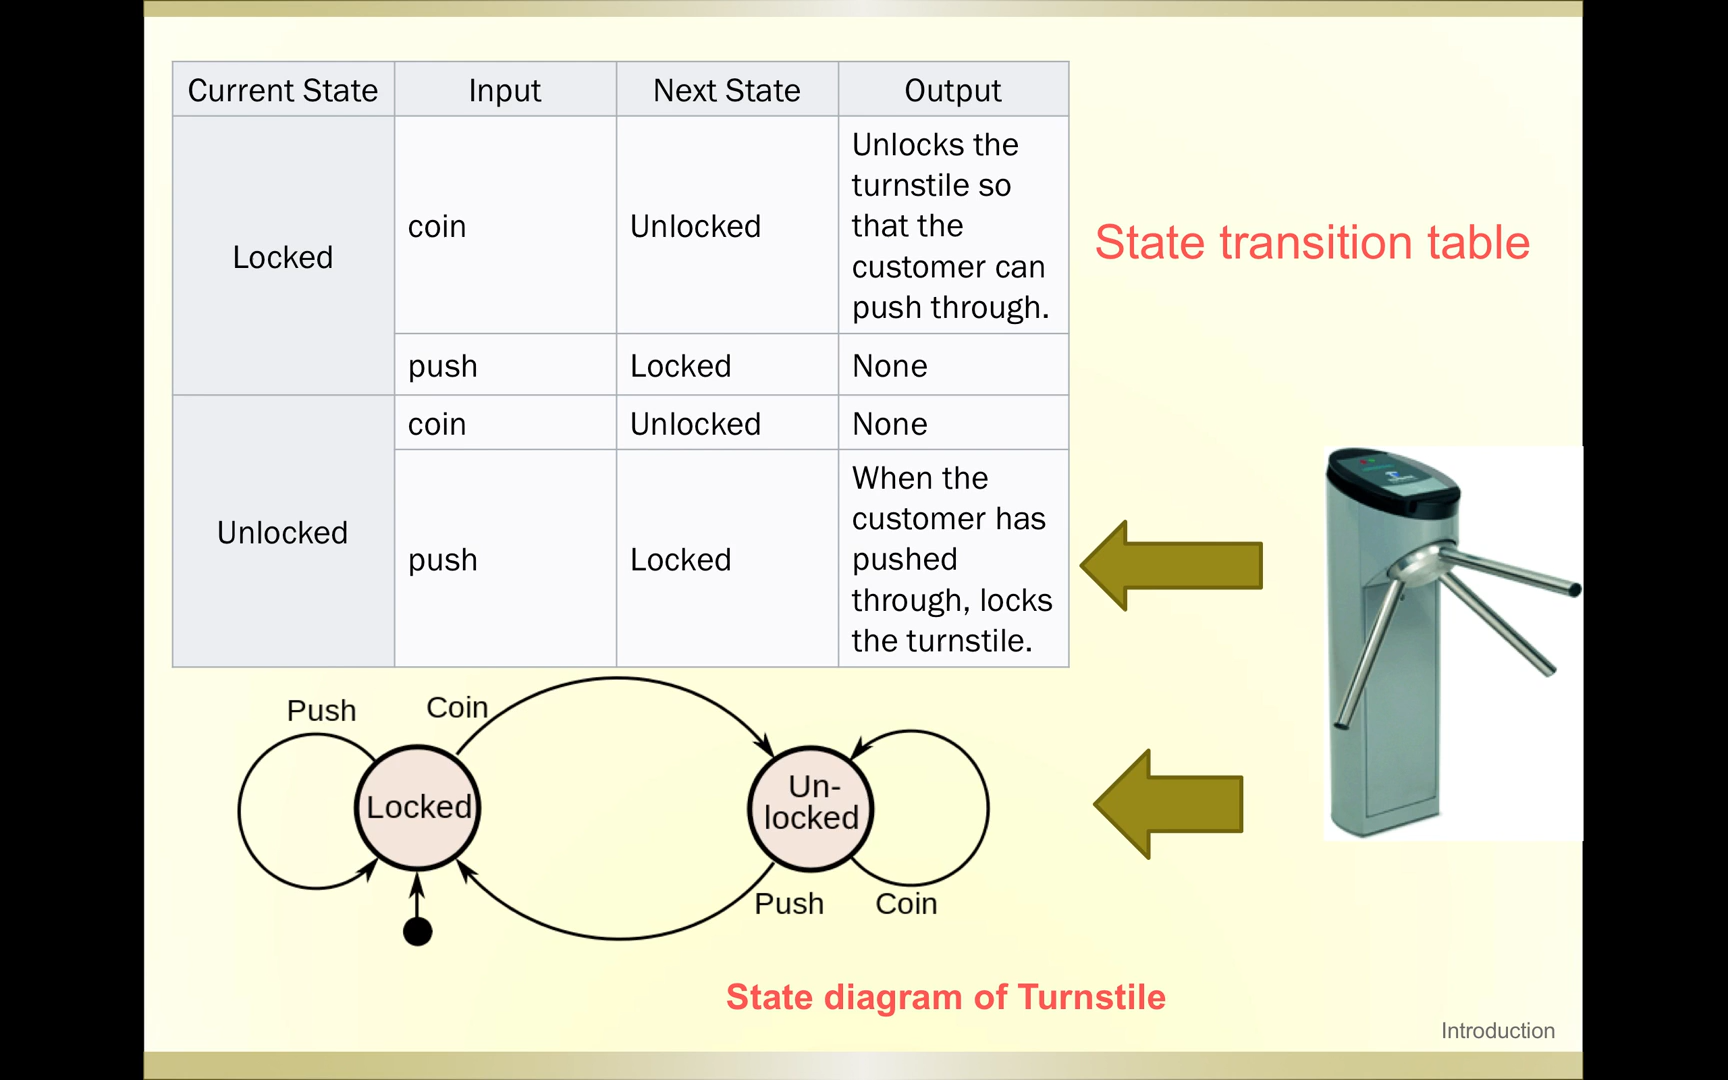 Current State Input Next State Output
Locked
coin
Unlocked
Unlocks the
turnstile so
that the
customer can
push through.
push Locked None
Unlocked
coin Unlocked None
push
Locked
When the
customer has
pushed
through, locks
the turnstile.
State transition table
Push
Coin
Locked
Un-
locked
Push
Coin
State diagram of Turnstile
Introduction